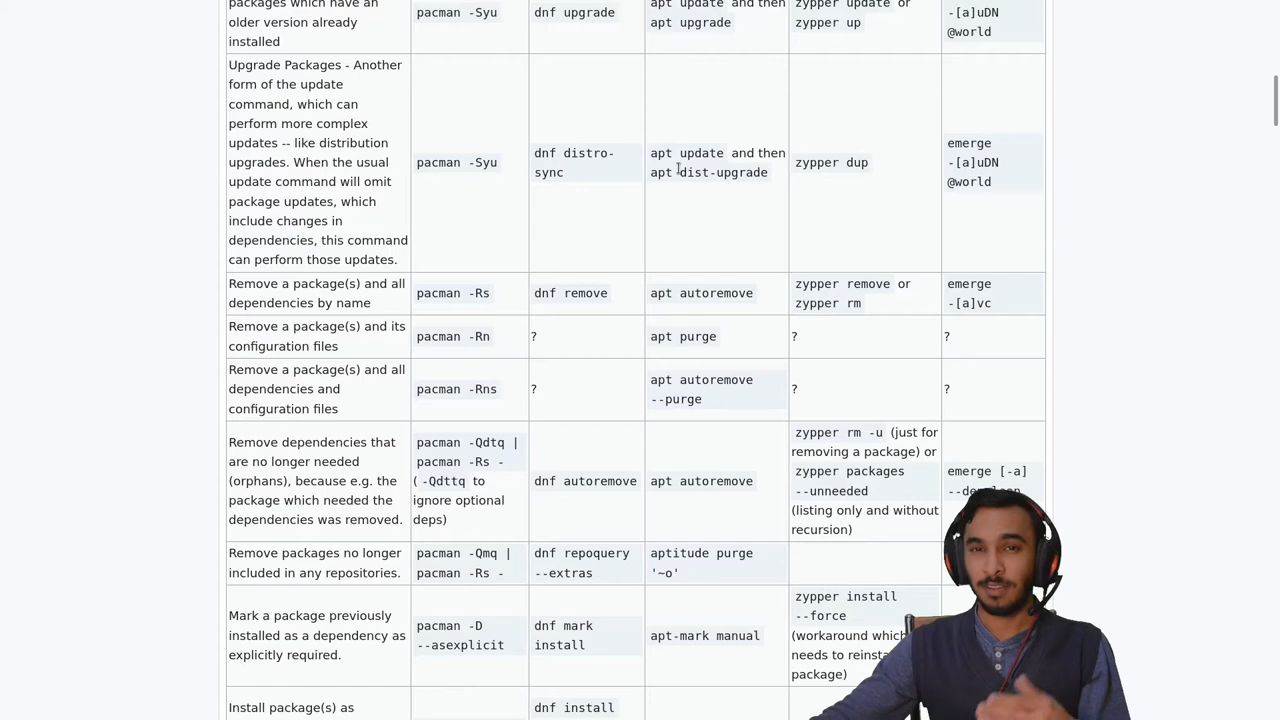 packages which have an
older version already
installed
pacman -Syu
dnf upgrade
apt update and then
apt upgrade
zypper update or
zypper up
-[a]uDN
@world
Upgrade Packages - Another
form of the update
command, which can
perform more complex
updates -- like distribution
upgrades. When the usual
update command will omit
package updates, which
include changes in
dependencies, this command
can perform those updates.
pacman -Syu
dnf distro-
sync
apt update and then
apt dist-upgrade
zypper dup
emerge
-[a]uDN
@world
Remove a package(s) and all
dependencies by name
pacman -Rs
dnf remove
apt autoremove
zypper remove or
zypper rm
emerge
-[a]vc
Remove a package(s) and its
configuration files
pacman -Rn
?
apt purge
?
?
Remove a package(s) and all
dependencies and
configuration files
pacman -Rns
?
apt autoremove
--purge
?
?
Remove dependencies that
are no longer needed
(orphans), because e.g. the
package which needed the
dependencies was removed.
pacman -Qdtq |
pacman -Rs -
( -Qdttq to
ignore optional
deps)
dnf autoremove
apt autoremove
zypper rm -u (just for
removing a package) or
zypper packages
--unneeded
(listing only and without
recursion)
emerge [-a]
Remove packages no longer
included in any repositories.
pacman -Qmq |
pacman -Rs -
dnf repoquery
--extras
aptitude purge
'~o'
Mark a package previously
installed as a dependency as
explicitly required.
pacman -D
--asexplicit
dnf mark
install
apt-mark manual
zypper install
--force
(workaround which
needs to
package)
Install package(s) as
dnf install